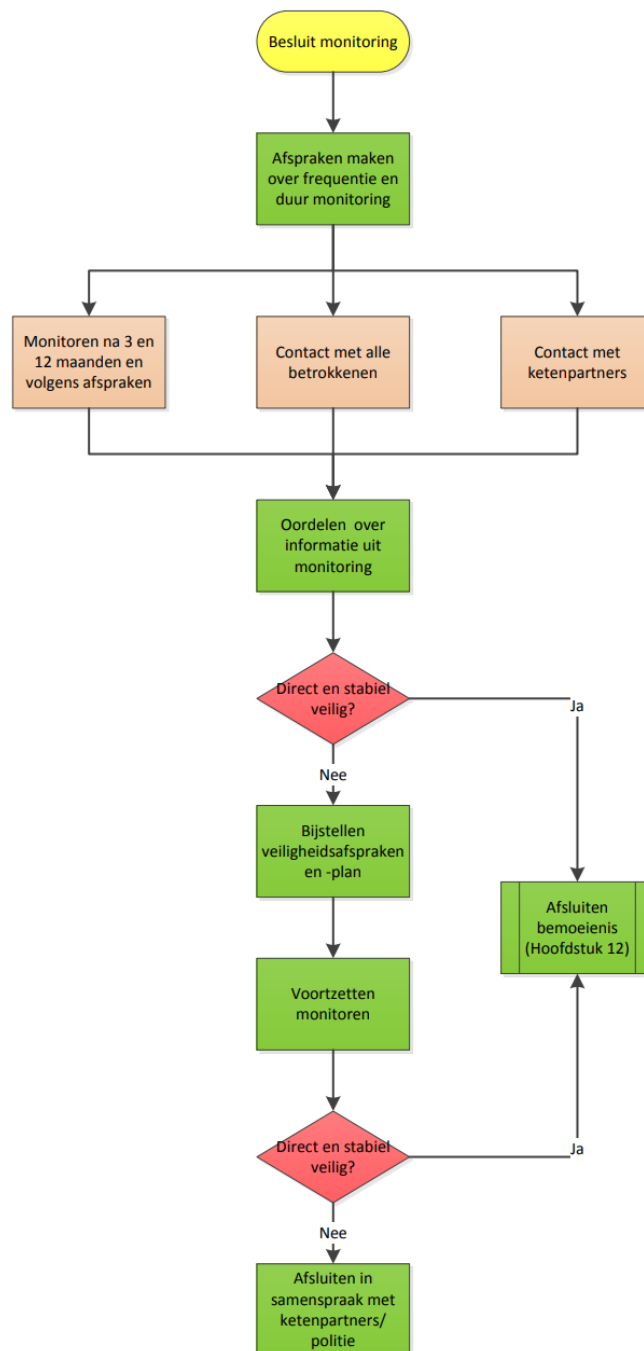 Besluit monitoring
Afspraken maken
over frequentie en
duur monitoring
Monitoren na 3 en
12 maanden en
volgens afspraken
Contact met alle
betrokkenen
Contact met
ketenpartners
Oordelen over
informatie uit
monitoring
Direct en stabiel
veilig?
Ja
Nee
Bijstellen
veiligheidsafspraken
en -plan
Afsluiten
bemoeienis
(Hoofdstuk 12)
Voortzetten
monitoren
Direct en stabiel
veilig?
Ja
Nee
Afsluiten in
samenspraak met
ketenpartners/
politie